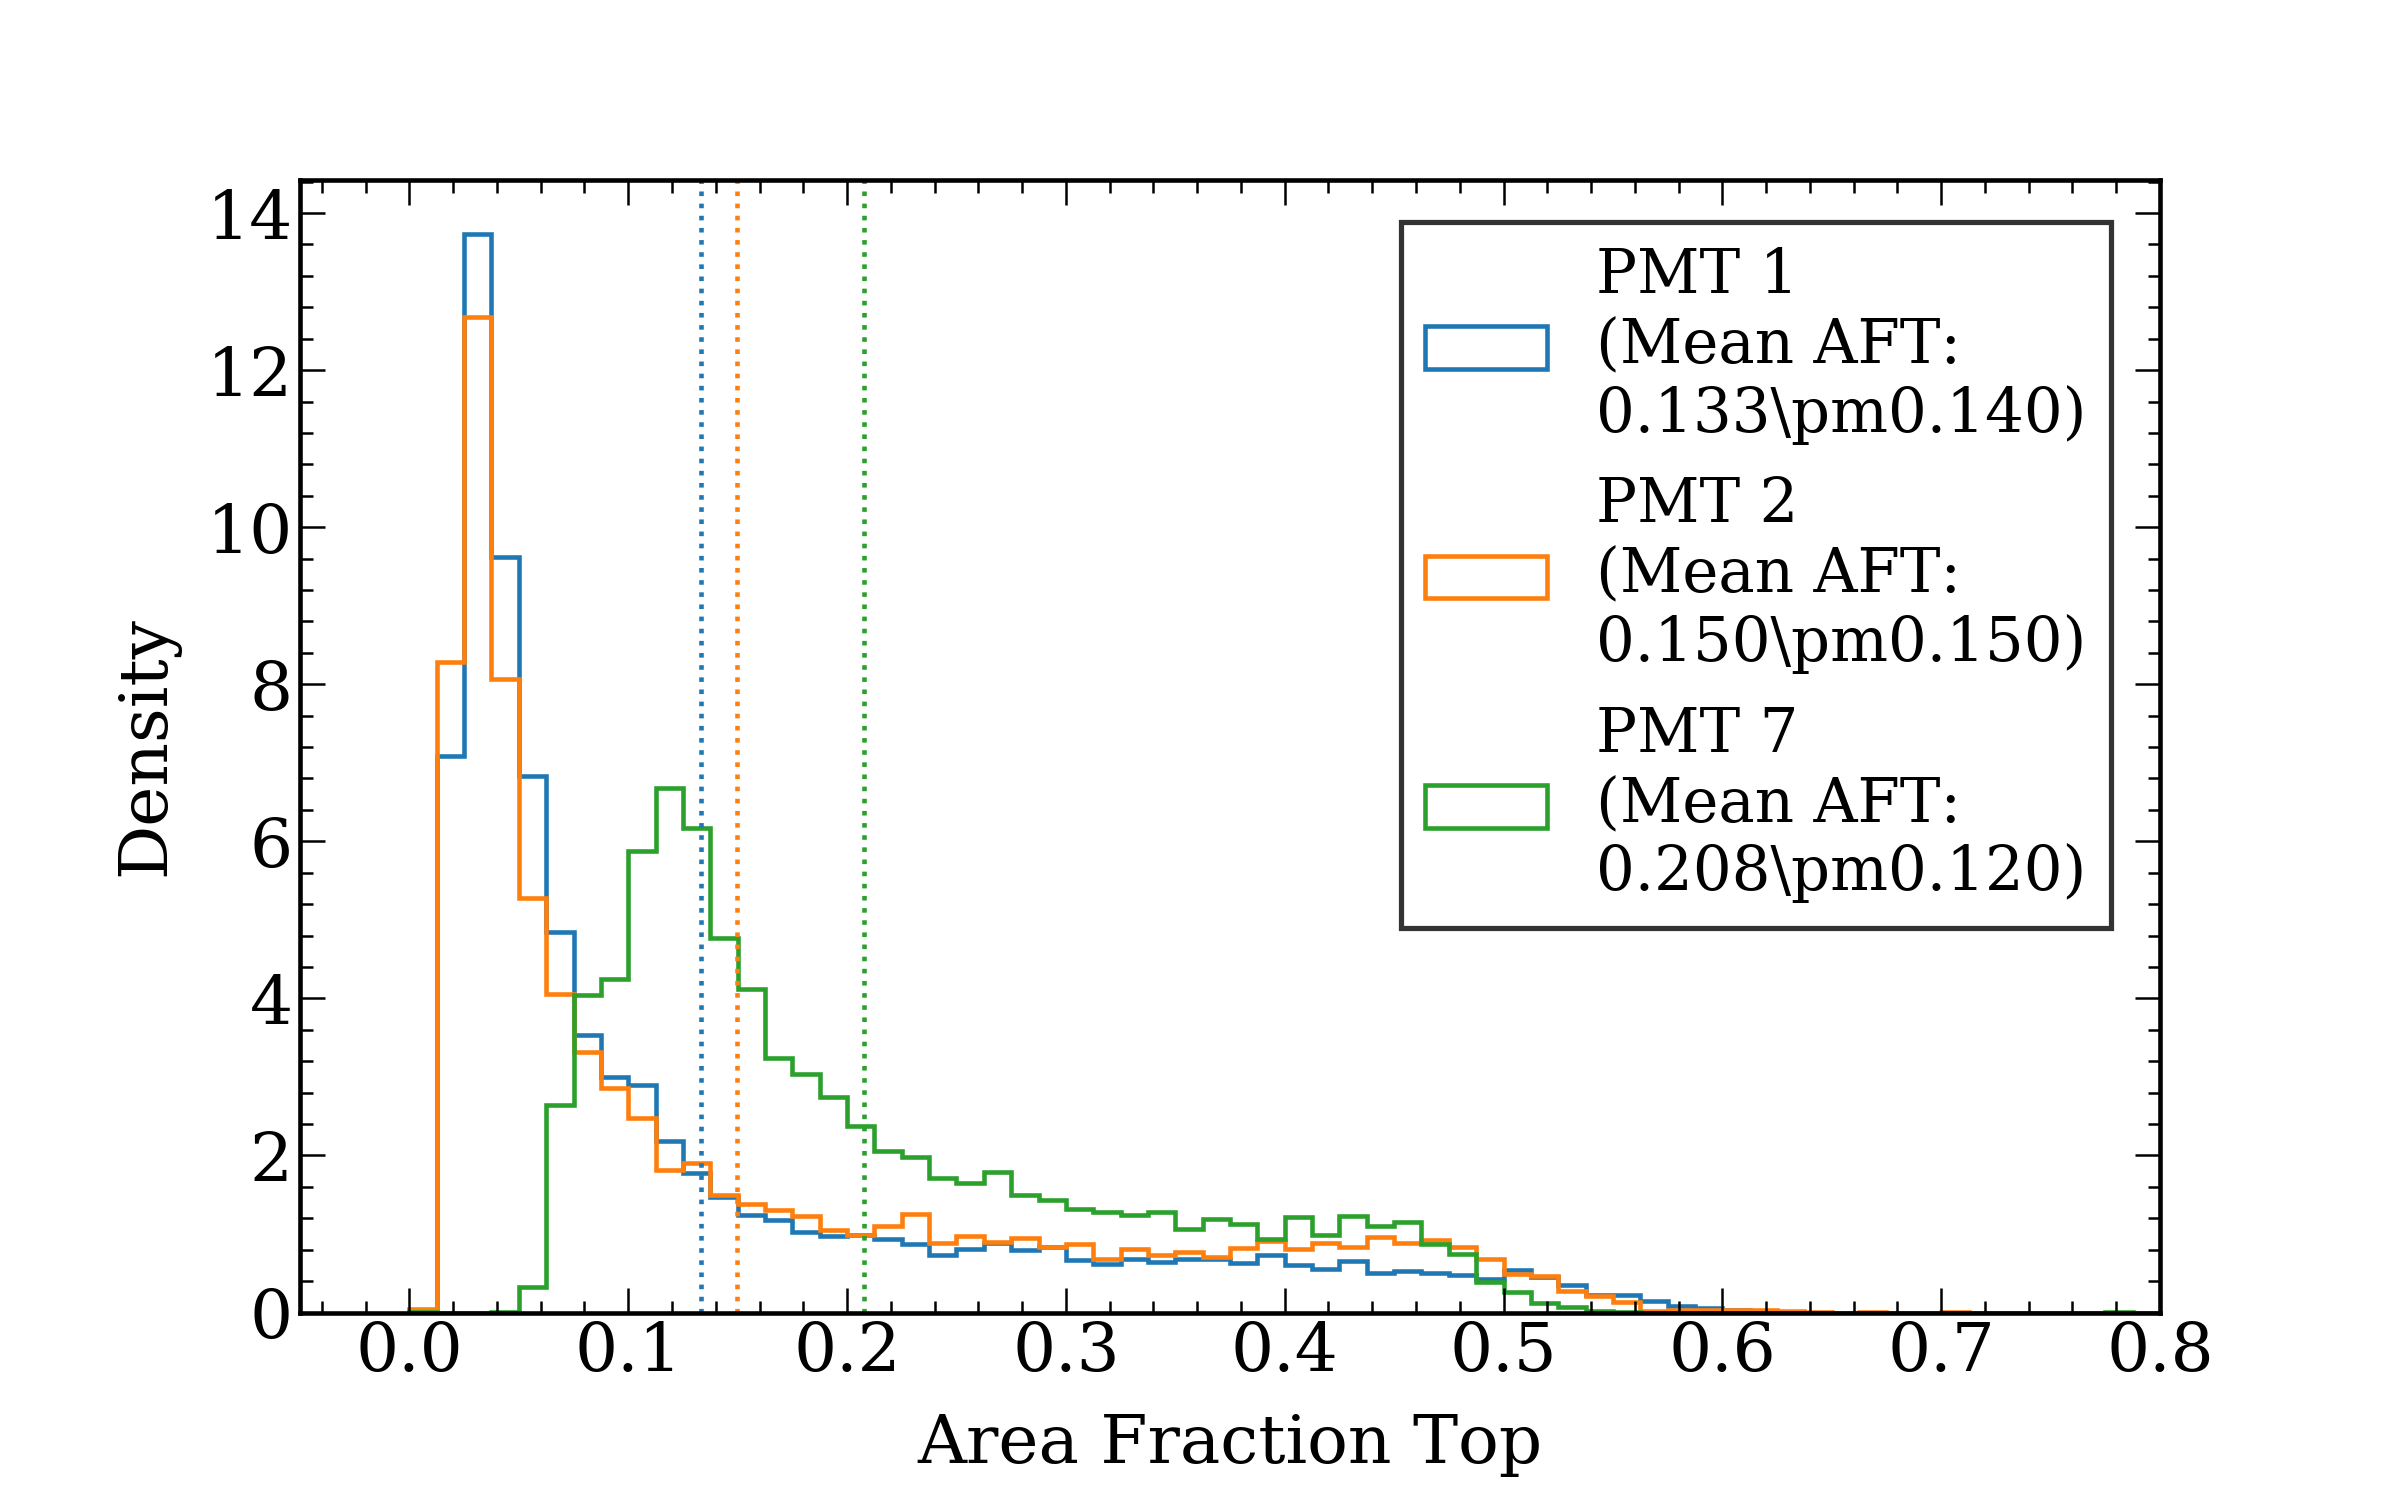 14
12
10
8
6
4
2
0
Density
PMT 1
(Mean AFT:
0.133\pm0.140)
PMT 2
(Mean AFT:
0.150\pm0.150)
PMT 7
(Mean AFT:
0.208\pm0.120)
0.0 0.1 0.2 0.3 0.4 0.5 0.6 0.7 0.8
Area Fraction Top